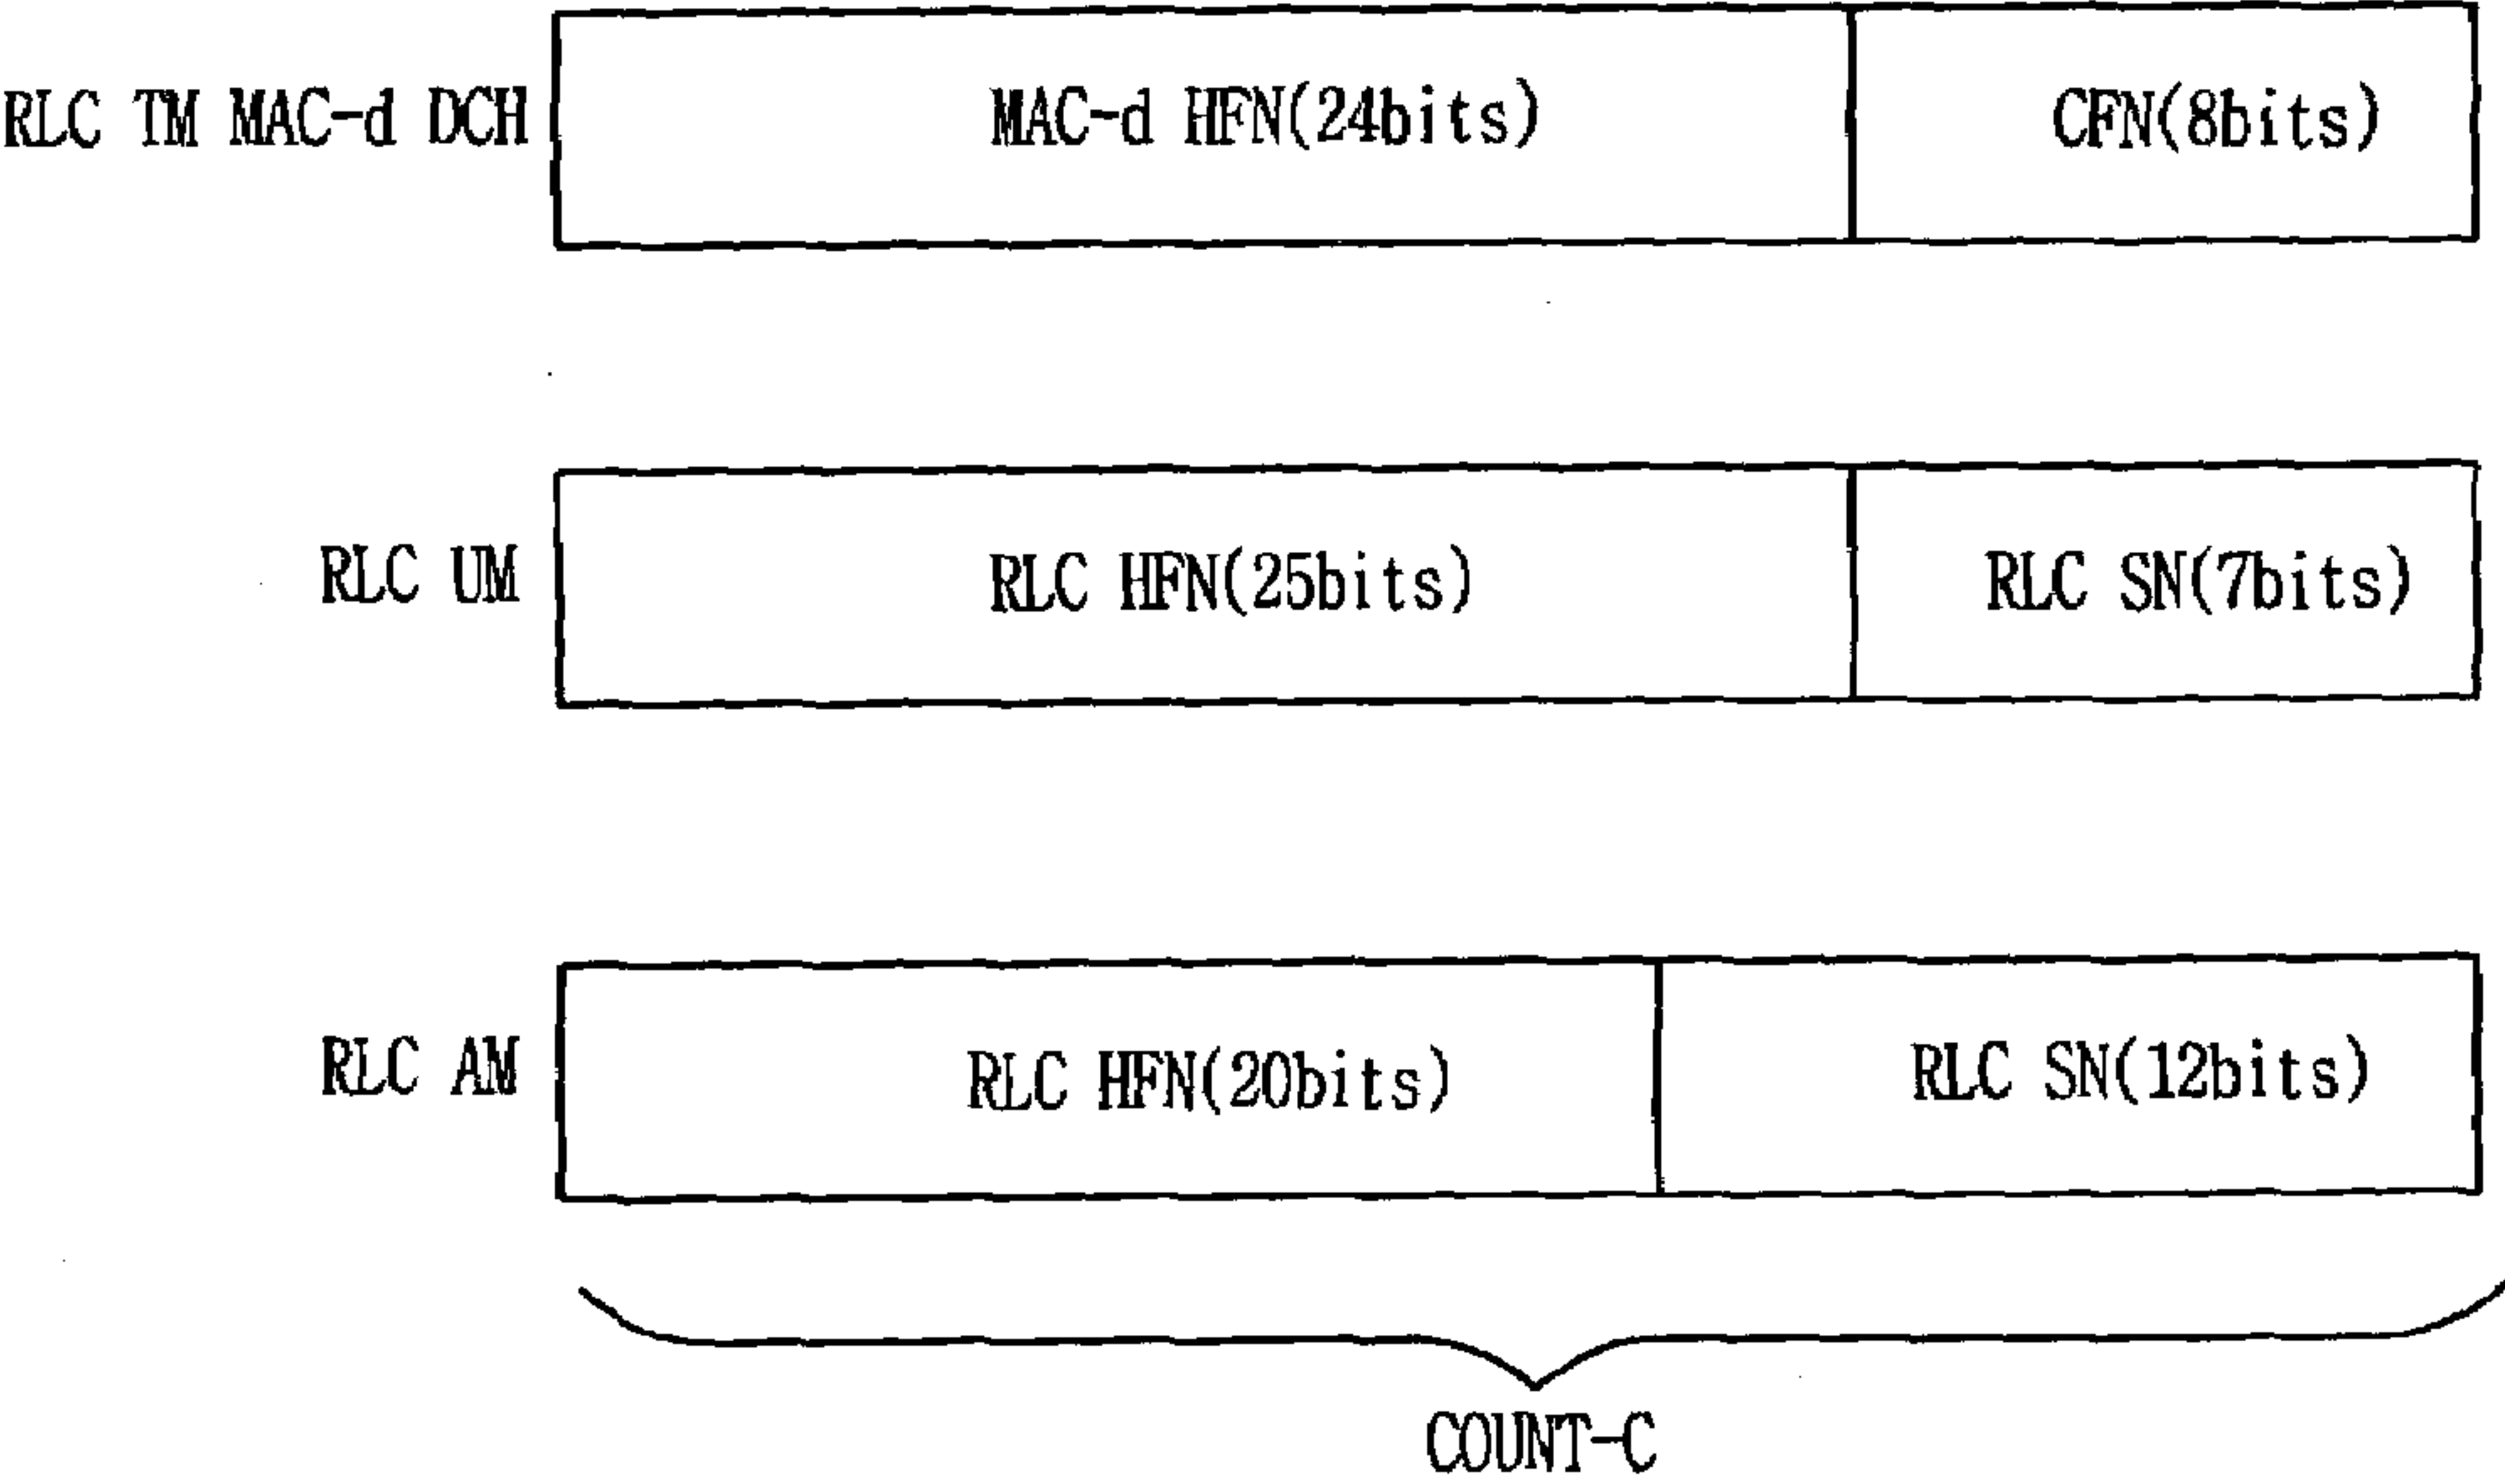 RLC TM MAC-d DCH MAC-d HFN(24bits) CFN(8bits)
RLC UM RLC HFN(25bits) RLC SN(7bits)
RLC AM RLC HFN(20bits) RLC SN(12bits)
COUNT-C